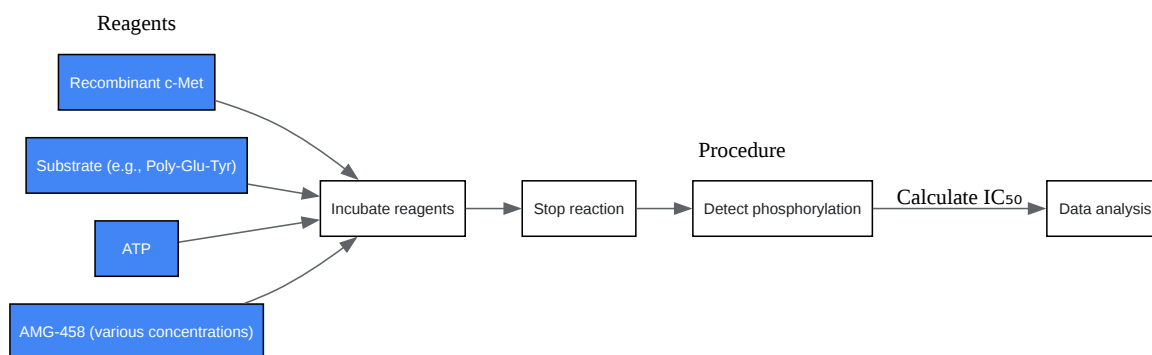 Reagents
Recombinant c-Met
Substrate (e.g., Poly-Glu-Tyr)
ATP
AMG-458 (various concentrations)
Procedure
Incubate reagents
Stop reaction
Detect phosphorylation
Calculate IC₅₀
Data analysis